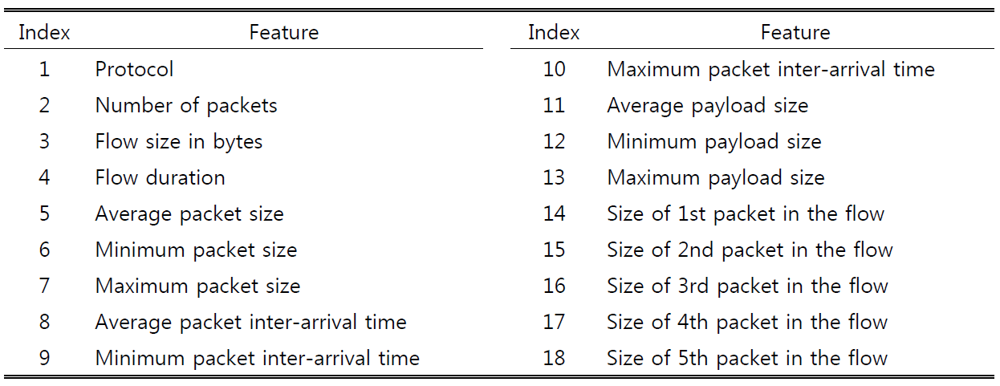 Index Feature Index Feature
1 Protocol 10 Maximum packet inter-arrival time
2 Number of packets 11 Average payload size
3 Flow size in bytes 12 Minimum payload size
4 Flow duration 13 Maximum payload size
5 Average packet size 14 Size of 1st packet in the flow
6 Minimum packet size 15 Size of 2nd packet in the flow
7 Maximum packet size 16 Size of 3rd packet in the flow
8 Average packet inter-arrival time 17 Size of 4th packet in the flow
9 Minimum packet inter-arrival time 18 Size of 5th packet in the flow